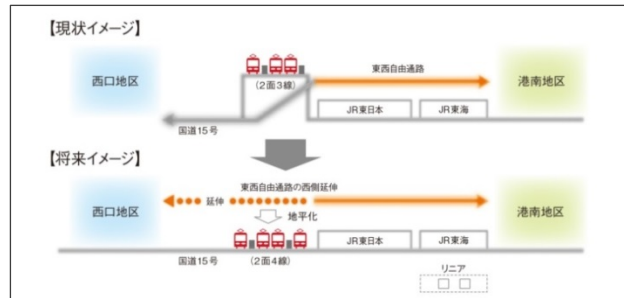 【現状イメージ】
西口地区
(2面3線)
東西自由通路
港南地区
JR東日本
JR東海
国道15号
【将来イメージ】
東西自由通路の西側延伸
西口地区
延伸
港南地区
地平化
国道15号
(2面4線)
JR東日本
JR東海
リニア